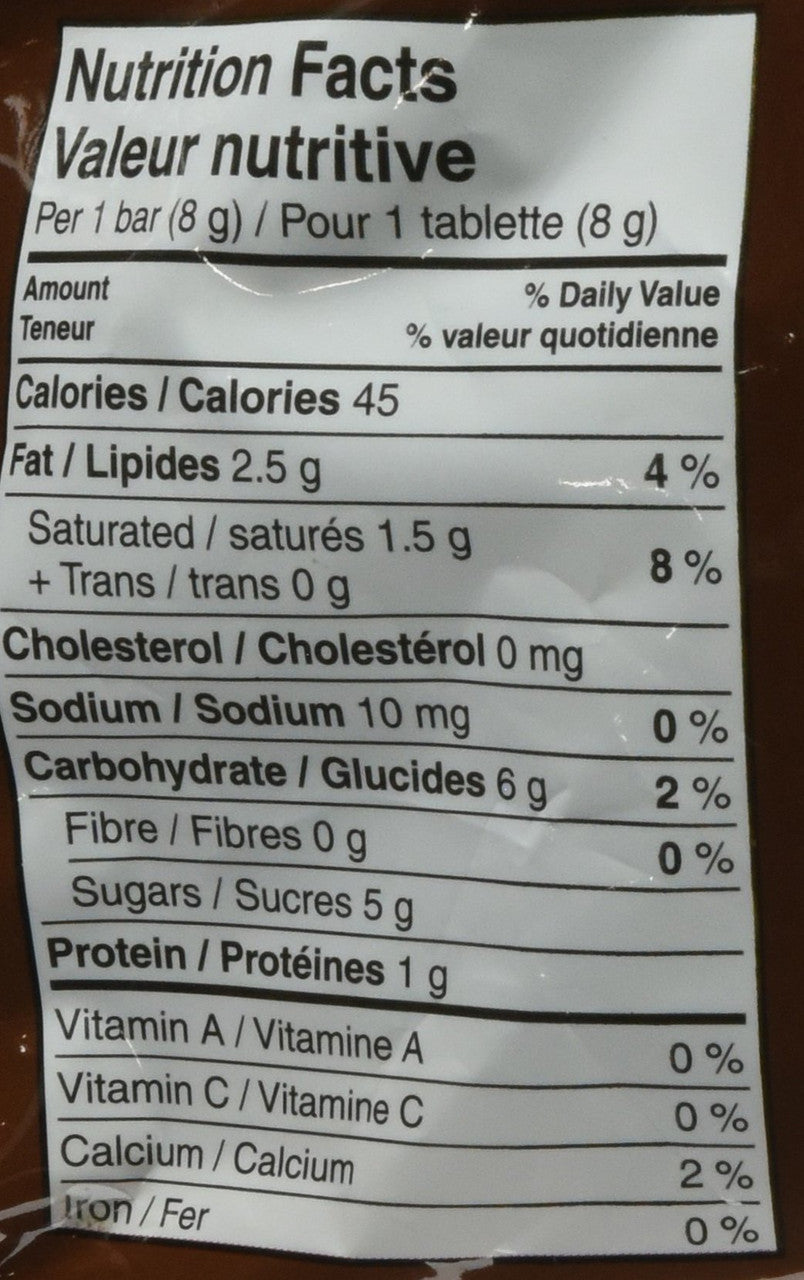 Nutrition Facts
Valeur nutritive
Per 1 bar (8 g) / Pour 1 tablette (8 g)
Amount % Daily Value
Teneur % valeur quotidienne
Calories / Calories 45
Fat / Lipides 2.5 g 4 %
Saturated / saturés 1.5 g
+ Trans / trans 0 g 8 %
Cholesterol / Cholestérol 0 mg
Sodium / Sodium 10 mg 0 %
Carbohydrate / Glucides 6 g 2 %
Fibre / Fibres 0 g 0 %
Sugars / Sucres 5 g
Protein / Protéines 1 g
Vitamin A / Vitamine A 0 %
Vitamin C / Vitamine C 0 %
Calcium / Calcium 2 %
Iron / Fer 0 %